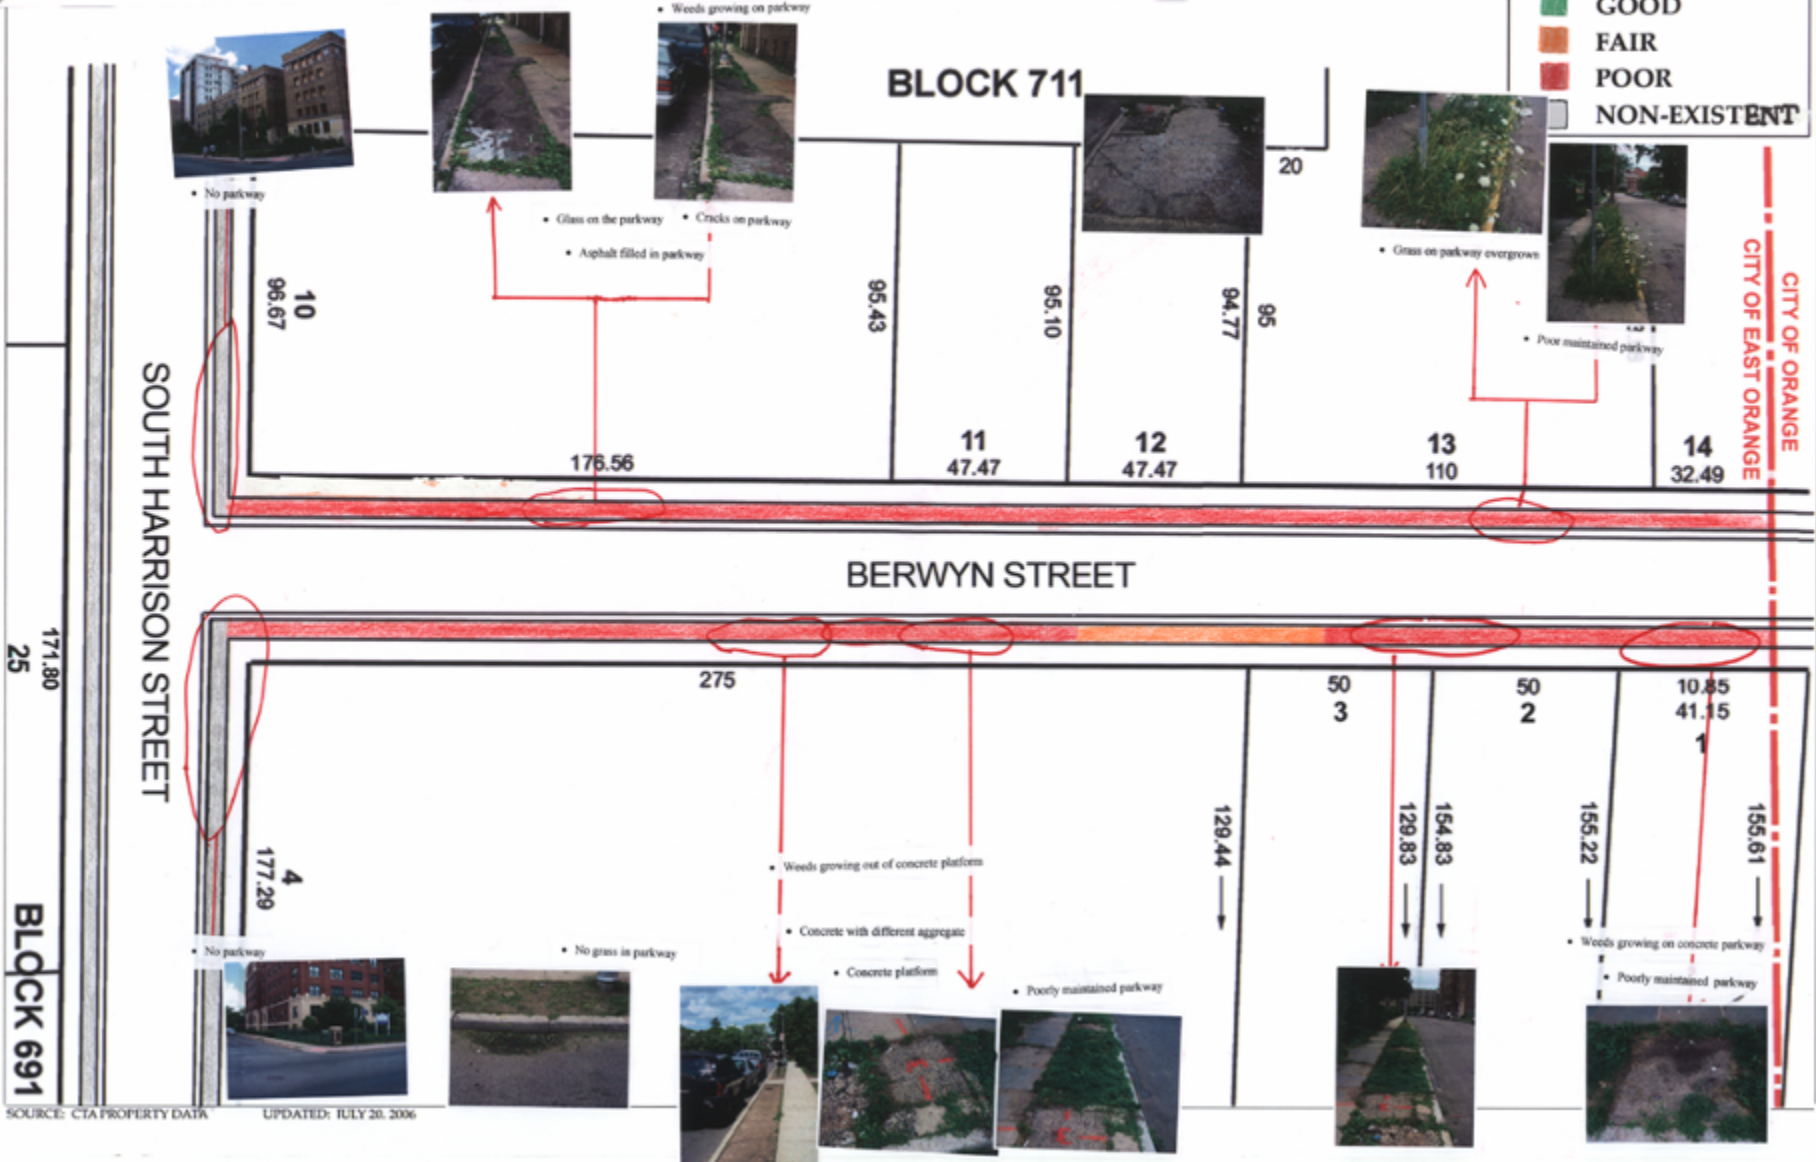 • Weeds growing on parkway
GOOD
FAIR
POOR
NON-EXISTENT
BLOCK 711
• No parkway
• Glass on the parkway
• Cracks on parkway
• Asphalt filled in parkway
20
• Grass on parkway overgrown
• Poor maintained parkway
CITY OF ORANGE
CITY OF EAST ORANGE
10
96.67
95.43
95.10
94.77
95
176.56
11
47.47
12
47.47
13
110
14
32.49
SOUTH HARRISON STREET
BERWYN STREET
171.80
25
BLOCK 691
275
50
3
50
2
10.85
41.15
1
129.44
129.83
154.83
155.22
155.61
4
177.29
• Weeds growing out of concrete platform
• Concrete with different aggregate
• Concrete platform
• No parkway
• No grass in parkway
• Poorly maintained parkway
• Weeds growing on concrete parkway
• Poorly maintained parkway
SOURCE: CTA PROPERTY DATA
UPDATED: JULY 20, 2006